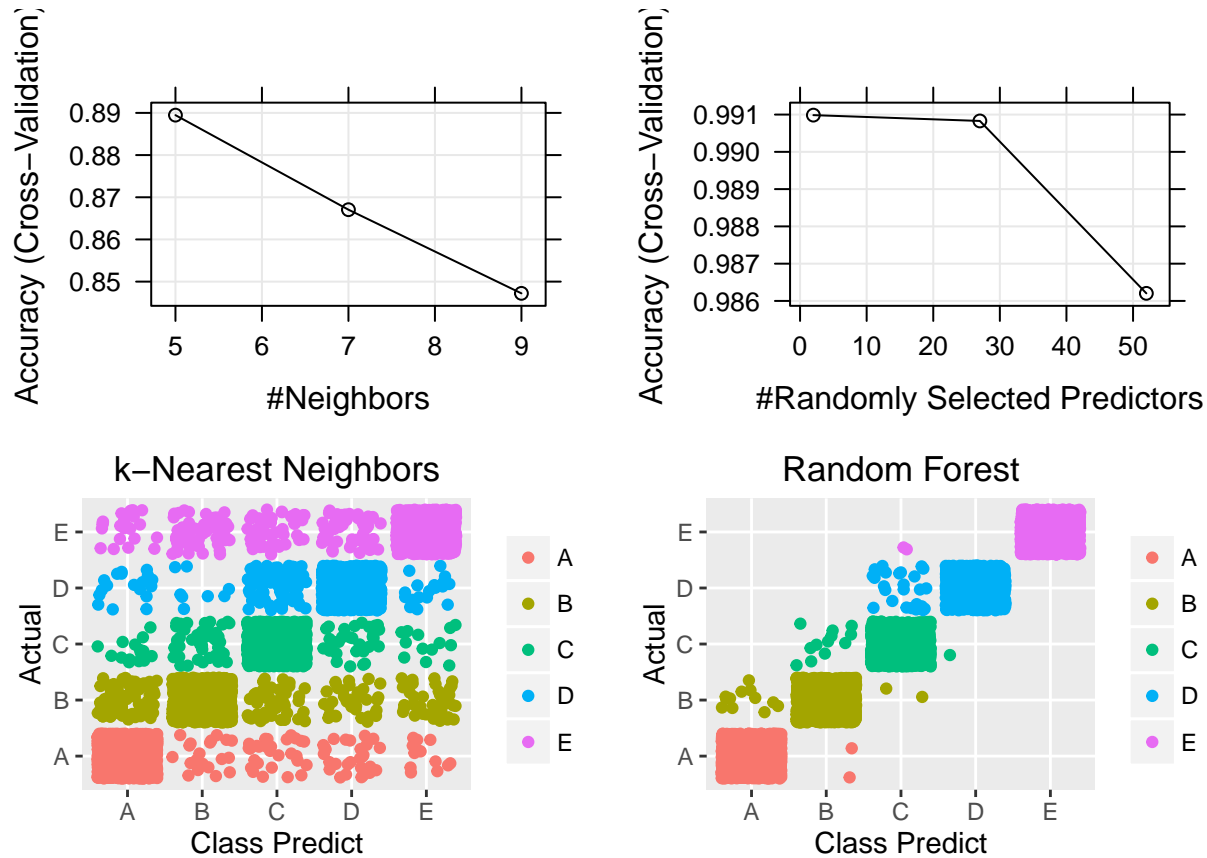 Accuracy (Cross−Validation)
0.89
0.88
0.87
0.86
0.85
5 6 7 8 9
#Neighbors
Accuracy (Cross−Validation)
0.991
0.990
0.989
0.988
0.987
0.986
0 10 20 30 40 50
#Randomly Selected Predictors
k−Nearest Neighbors
Actual
E
D
C
B
A
A B C D E
Class Predict
A
B
C
D
E
Random Forest
Actual
E
D
C
B
A
A B C D E
Class Predict
A
B
C
D
E